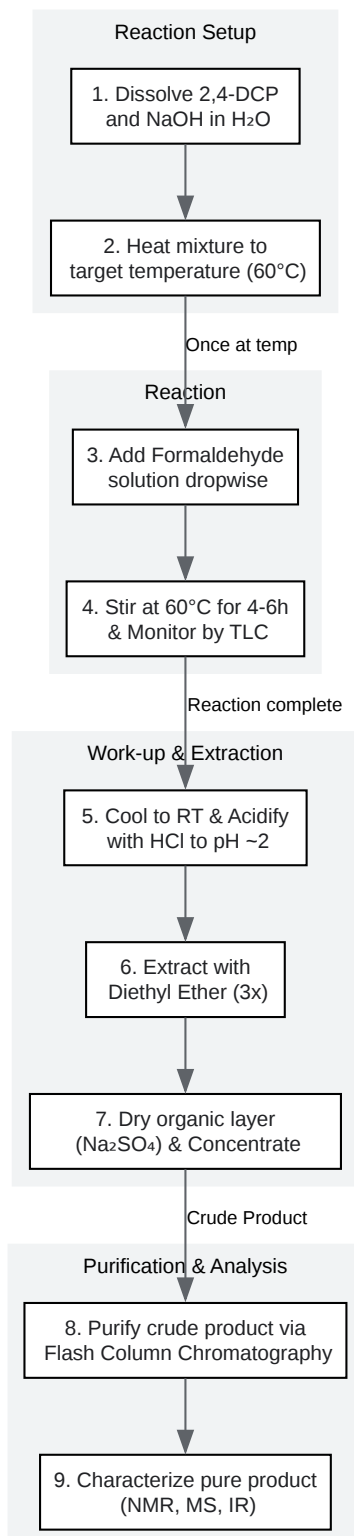 Reaction Setup
1. Dissolve 2,4-DCP
and NaOH in H₂O
2. Heat mixture to
target temperature (60°C)
Once at temp
Reaction
3. Add Formaldehyde
solution dropwise
4. Stir at 60°C for 4-6h
& Monitor by TLC
Reaction complete
Work-up & Extraction
5. Cool to RT & Acidify
with HCl to pH ~2
6. Extract with
Diethyl Ether (3x)
7. Dry organic layer
(Na₂SO₄) & Concentrate
Crude Product
Purification & Analysis
8. Purify crude product via
Flash Column Chromatography
9. Characterize pure product
(NMR, MS, IR)